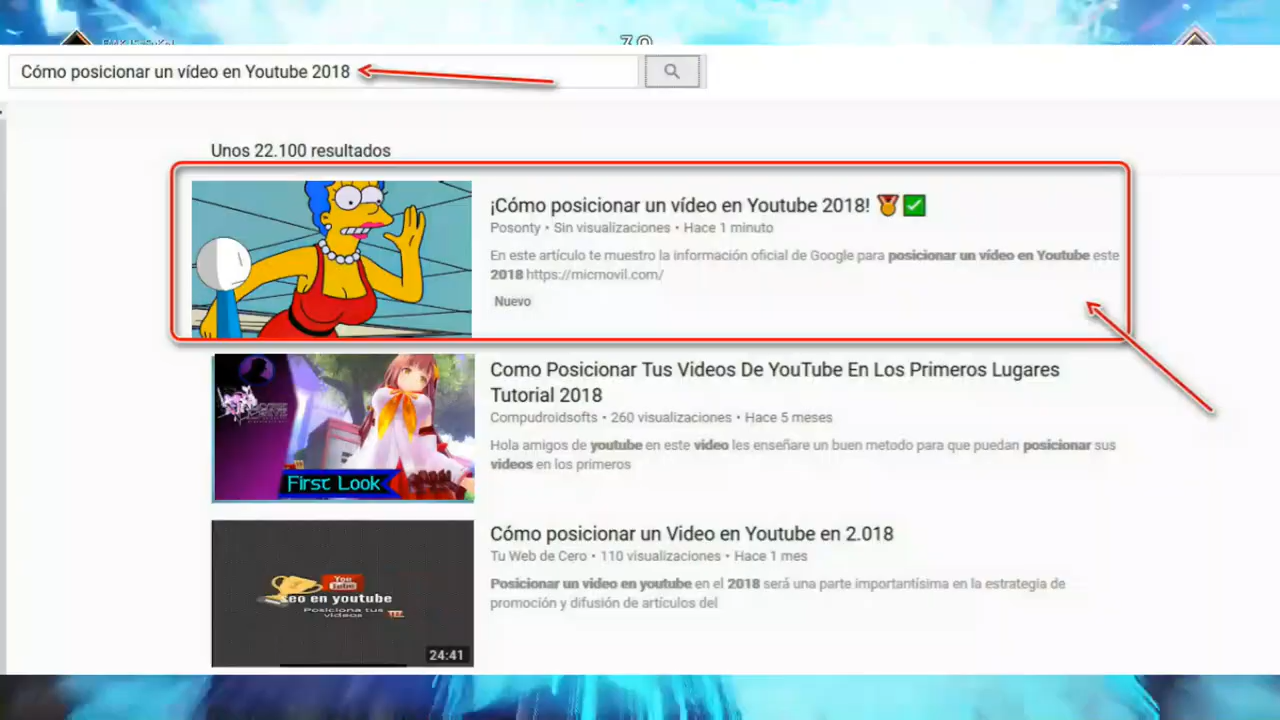 Cómo posicionar un vídeo en Youtube 2018
Unos 22.100 resultados
¡Cómo posicionar un vídeo en Youtube 2018! 🏅✅
Posonty • Sin visualizaciones • Hace 1 minuto
En este artículo te muestro la información oficial de Google para posicionar un vídeo en Youtube este
2018 https://micmovil.com/
Nuevo
Como Posicionar Tus Videos De YouTube En Los Primeros Lugares
Tutorial 2018
Compudroidsofts • 260 visualizaciones • Hace 5 meses
Hola amigos de youtube en este video les enseñare un buen metodo para que puedan posicionar sus
videos en los primeros
First Look
Cómo posicionar un Video en Youtube en 2.018
Tu Web de Cero • 110 visualizaciones • Hace 1 mes
Posicionar un video en youtube en el 2018 será una parte importantísima en la estrategia de
promoción y difusión de artículos del
You
Tube
seo en youtube
Posiciona tus
videos
24:41